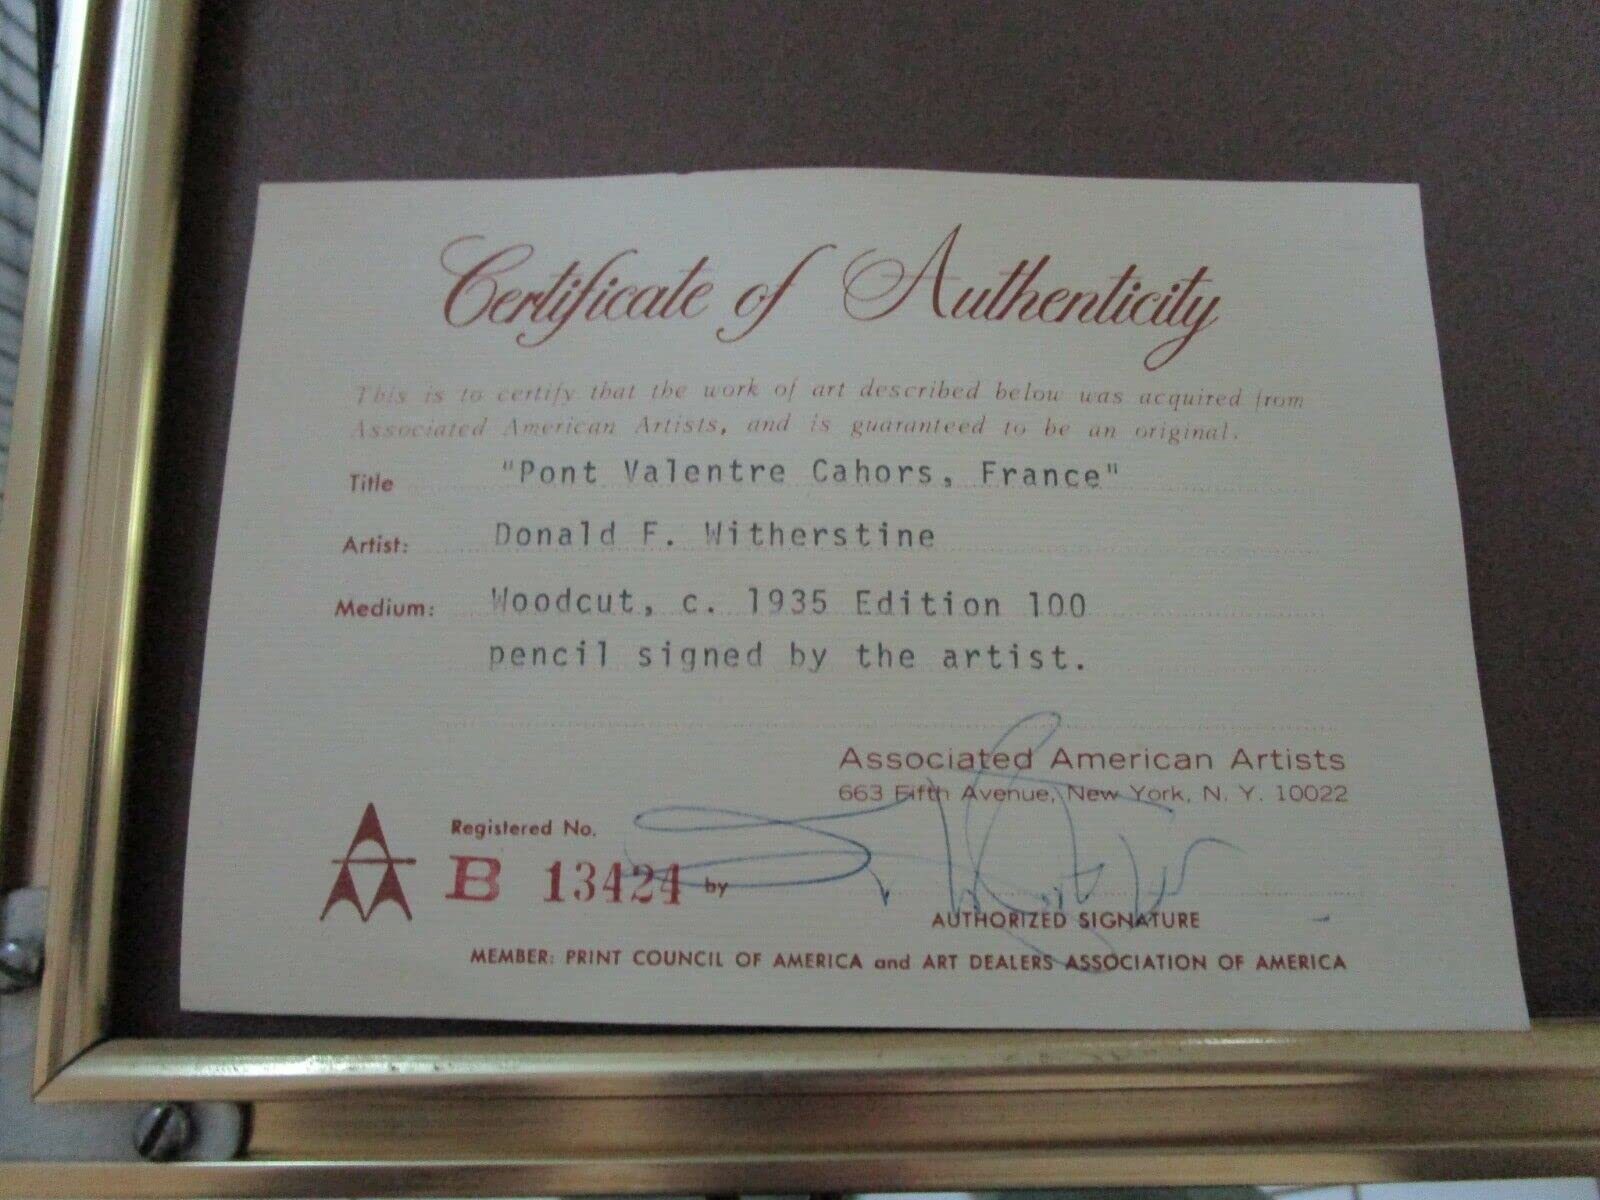 Certificate of Authenticity
This is to certify that the work of art described below was acquired from
Associated American Artists, and is guaranteed to be an original.
Title "Pont Valentre Cahors, France"
Artist: Donald F. Witherstine
Medium: Woodcut, c. 1935 Edition 100
pencil signed by the artist.
Associated American Artists
663 Fifth Avenue, New York, N. Y. 10022
Registered No.
B 13424 by
AUTHORIZED SIGNATURE
MEMBER: PRINT COUNCIL OF AMERICA and ART DEALERS ASSOCIATION OF AMERICA